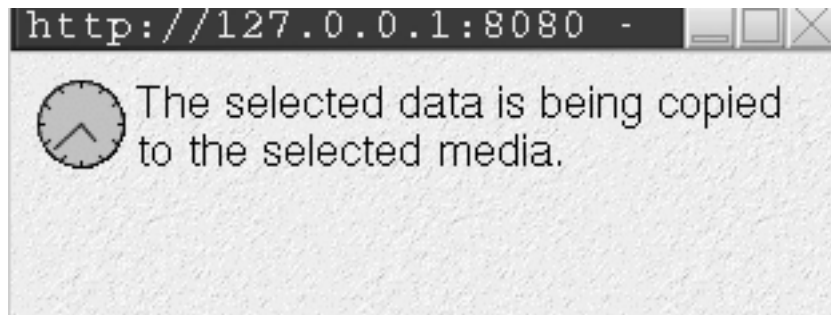 http://127.0.0.1:8080 -
The selected data is being copied
to the selected media.